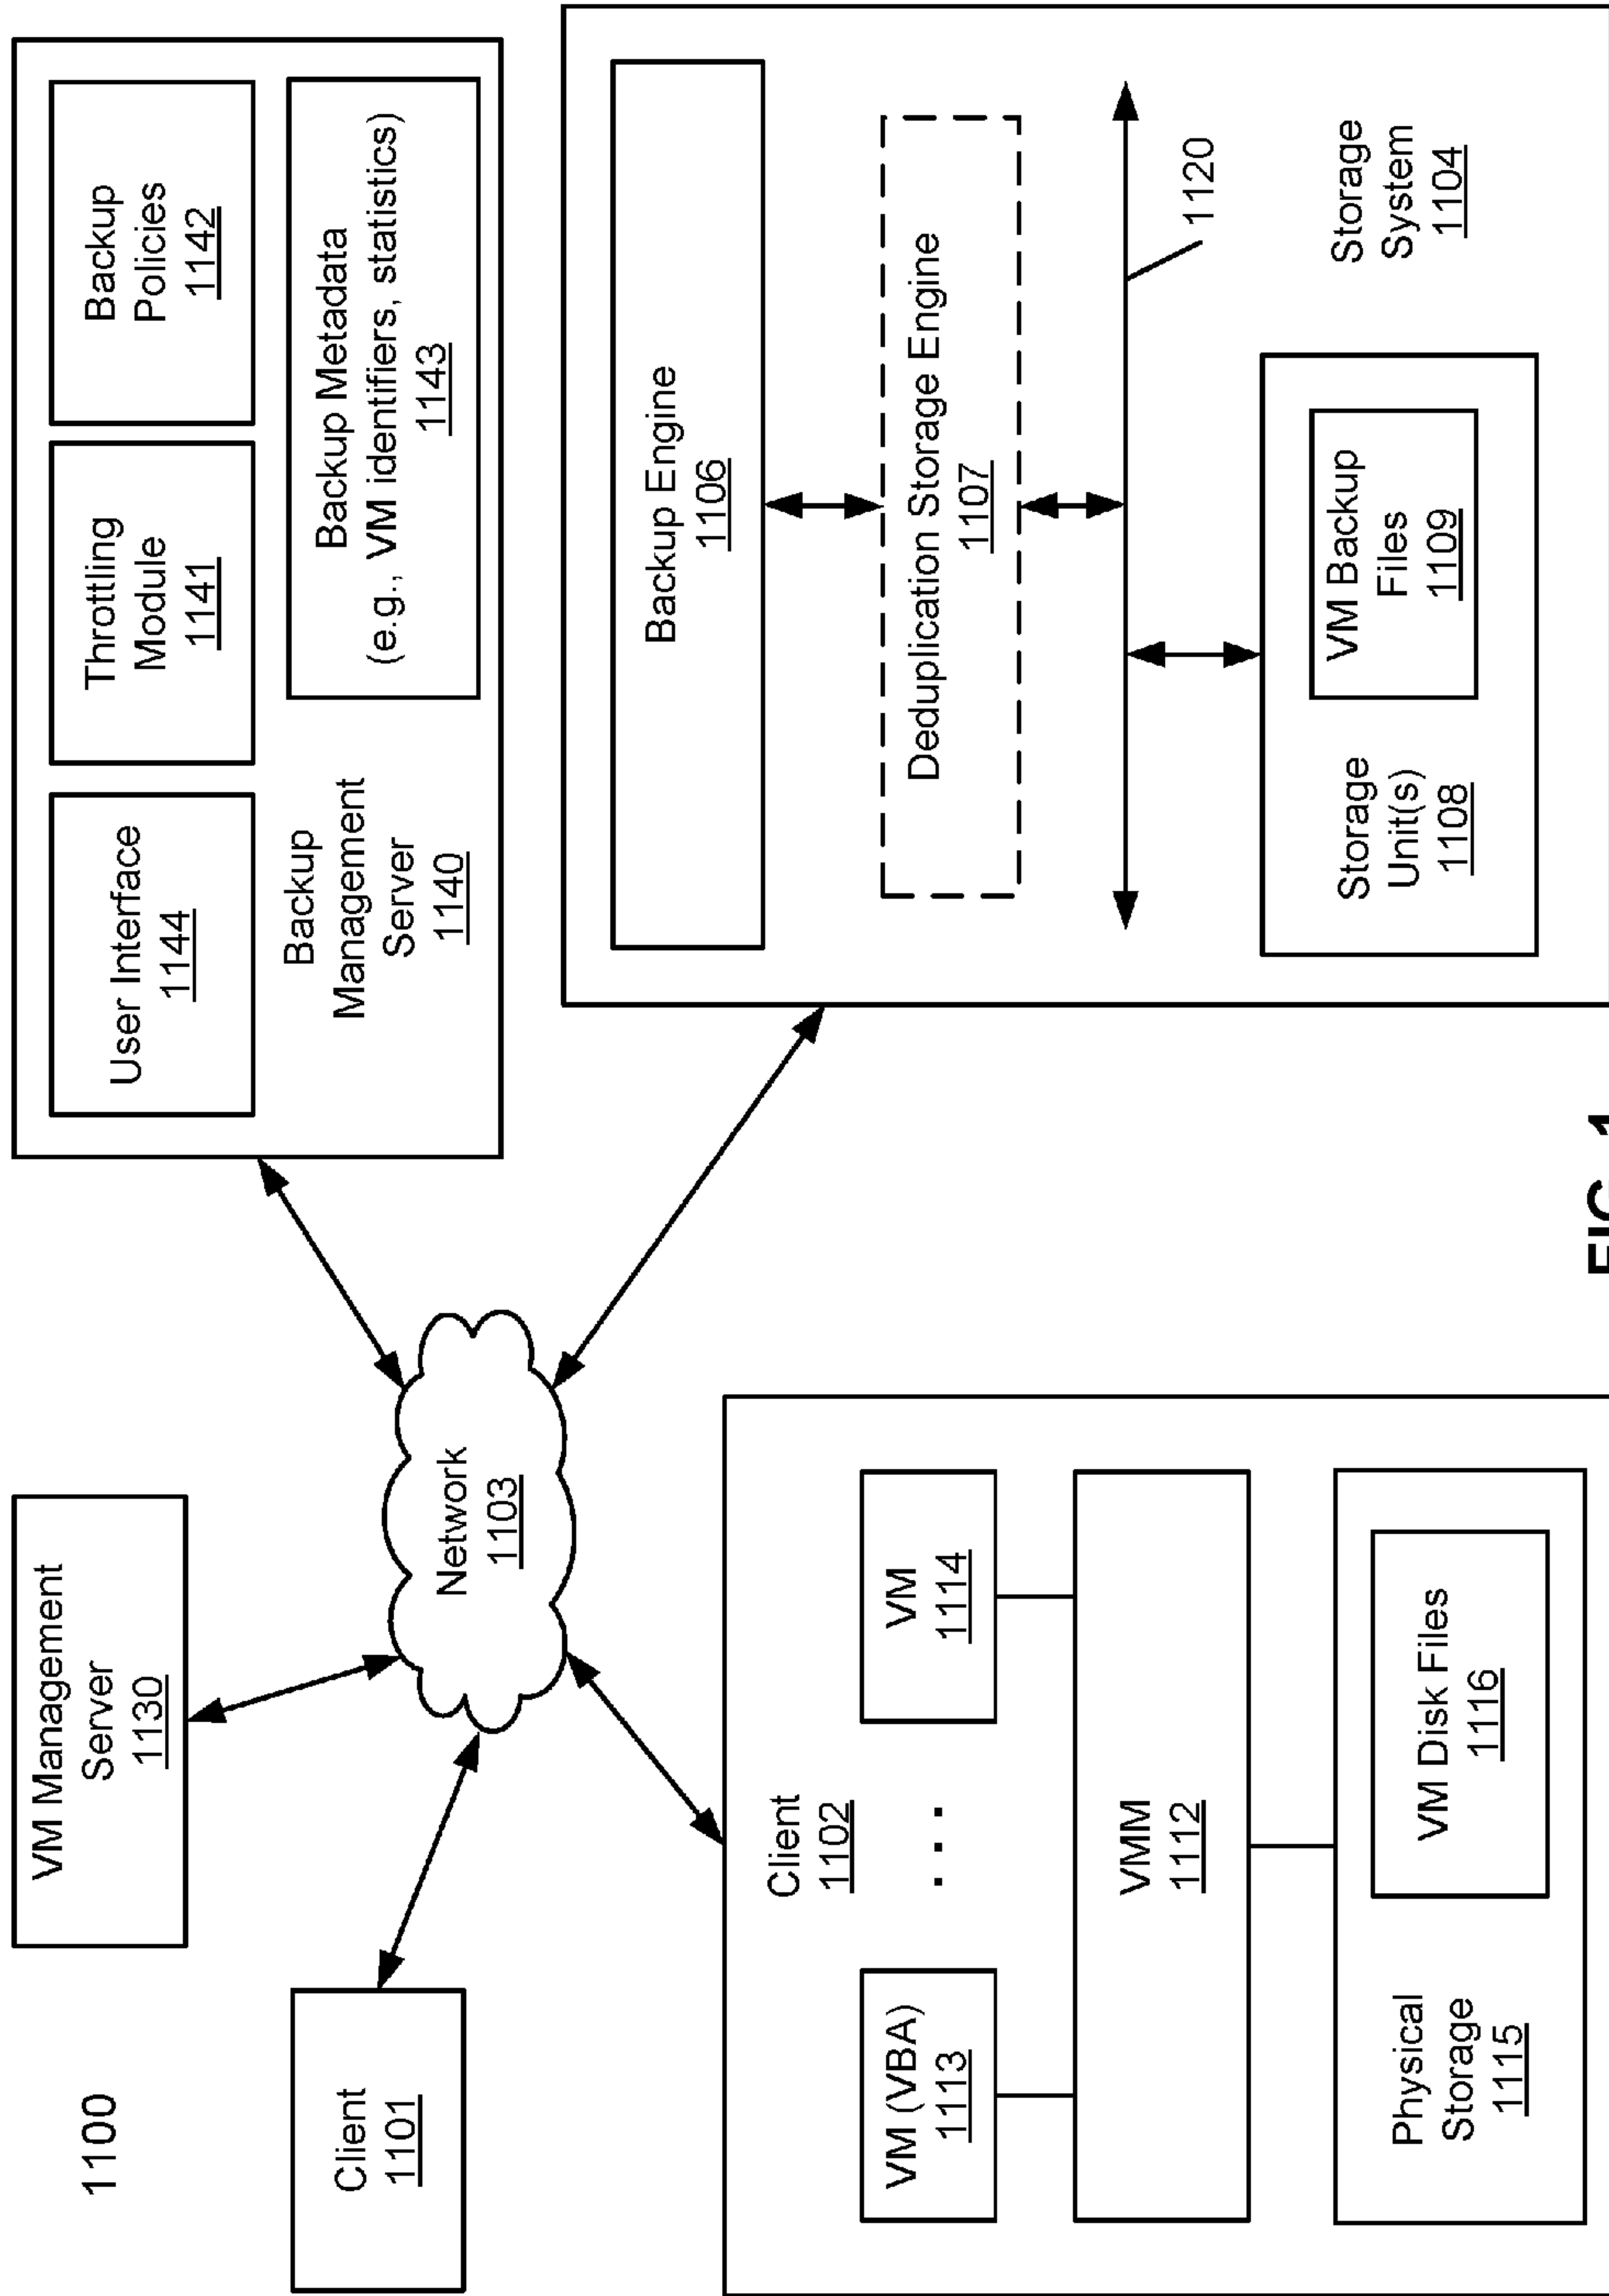 1100
VM Management
Server
1130
Client
1101
Network
1103
User Interface
1144
Throttling
Module
1141
Backup
Policies
1142
Backup
Management
Server
1140
Backup Metadata
(e.g., VM identifiers, statistics)
1143
Client
1102
VM (VBA)
1113
. . .
VM
1114
VMM
1112
Physical
Storage
1115
VM Disk Files
1116
Backup Engine
1106
Deduplication Storage Engine
1107
1120
Storage
Unit(s)
1108
VM Backup
Files
1109
Storage
System
1104
FIG. 1